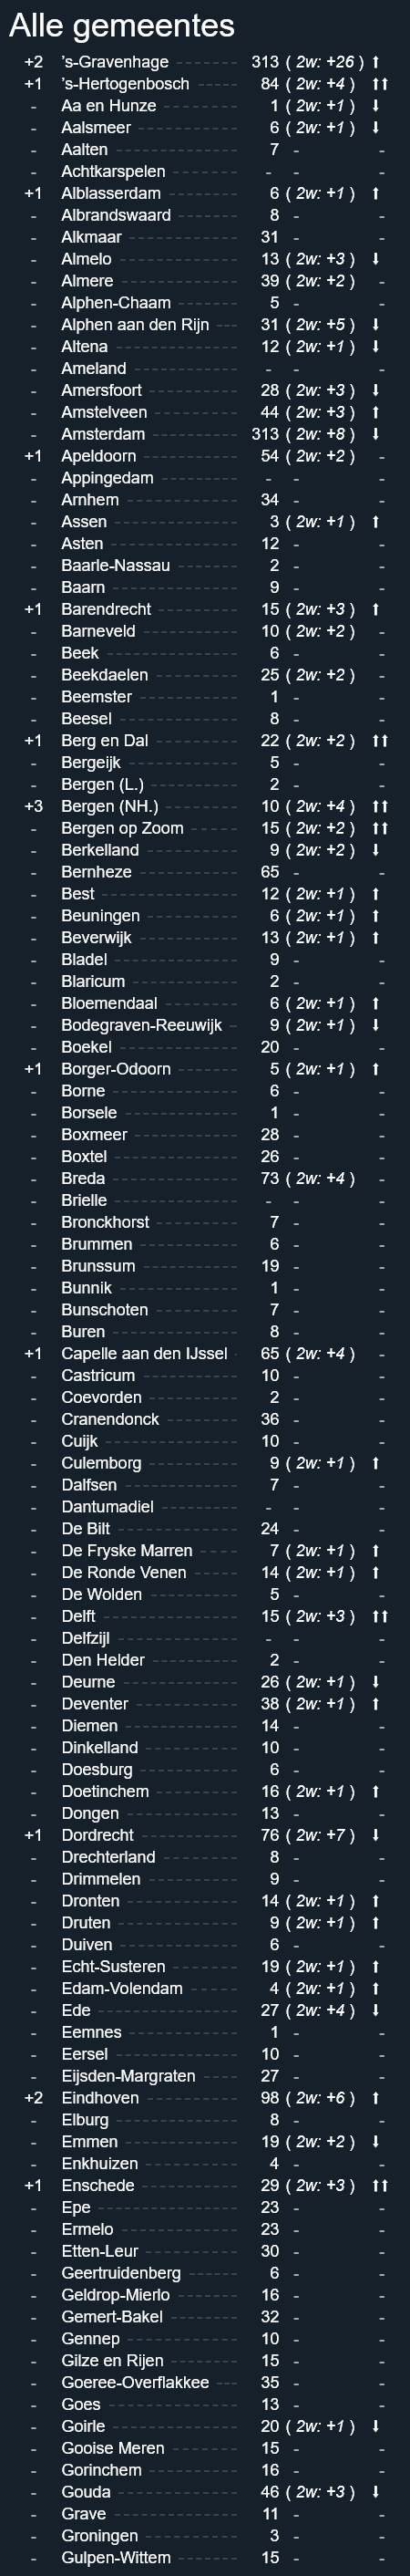 Alle gemeentes
+2 's-Gravenhage ------ 313 ( 2w: +26 ) ⬆
+1 's-Hertogenbosch ---- 84 ( 2w: +4 ) ⬆⬆
- Aa en Hunze -------- 1 ( 2w: +1 ) ⬇
- Aalsmeer ----------- 6 ( 2w: +1 ) ⬇
- Aalten ------------- 7 - -
- Achtkarspelen ------ - - -
+1 Alblasserdam ------- 6 ( 2w: +1 ) ⬆
- Albrandswaard ------ 8 - -
- Alkmaar ------------ 31 - -
- Almelo ------------- 13 ( 2w: +3 ) ⬇
- Almere ------------- 39 ( 2w: +2 ) -
- Alphen-Chaam ------- 5 - -
- Alphen aan den Rijn --- 31 ( 2w: +5 ) ⬇
- Altena ------------- 12 ( 2w: +1 ) ⬇
- Ameland ------------ - - -
- Amersfoort --------- 28 ( 2w: +3 ) ⬇
- Amstelveen --------- 44 ( 2w: +3 ) ⬆
- Amsterdam ---------- 313 ( 2w: +8 ) ⬇
+1 Apeldoorn ---------- 54 ( 2w: +2 ) -
- Appingedam --------- - - -
- Arnhem ------------- 34 - -
- Assen -------------- 3 ( 2w: +1 ) ⬆
- Asten -------------- 12 - -
- Baarle-Nassau ------ 2 - -
- Baarn -------------- 9 - -
+1 Barendrecht -------- 15 ( 2w: +3 ) ⬆
- Barneveld ---------- 10 ( 2w: +2 ) -
- Beek --------------- 6 - -
- Beekdaelen --------- 25 ( 2w: +2 ) -
- Beemster ----------- 1 - -
- Beesel ------------- 8 - -
+1 Berg en Dal -------- 22 ( 2w: +2 ) ⬆⬆
- Bergeijk ----------- 5 - -
- Bergen (L.) -------- 2 - -
+3 Bergen (NH.) ------- 10 ( 2w: +4 ) ⬆⬆
- Bergen op Zoom ----- 15 ( 2w: +2 ) ⬆⬆
- Berkelland --------- 9 ( 2w: +2 ) ⬇
- Bernheze ----------- 65 - -
- Best --------------- 12 ( 2w: +1 ) ⬆
- Beuningen ---------- 6 ( 2w: +1 ) ⬆
- Beverwijk ---------- 13 ( 2w: +1 ) ⬆
- Bladel ------------- 9 - -
- Blaricum ----------- 2 - -
- Bloemendaal -------- 6 ( 2w: +1 ) ⬆
- Bodegraven-Reeuwijk - 9 ( 2w: +1 ) ⬇
- Boekel ------------- 20 - -
+1 Borger-Odoorn ------ 5 ( 2w: +1 ) ⬆
- Borne -------------- 6 - -
- Borsele ------------ 1 - -
- Boxmeer ------------ 28 - -
- Boxtel ------------- 26 - -
- Breda -------------- 73 ( 2w: +4 ) -
- Brielle ------------ - - -
- Bronckhorst -------- 7 - -
- Brummen ------------ 6 - -
- Brunssum ----------- 19 - -
- Bunnik ------------- 1 - -
- Bunschoten --------- 7 - -
- Buren -------------- 8 - -
+1 Capelle aan den IJssel - 65 ( 2w: +4 ) -
- Castricum ---------- 10 - -
- Coevorden ---------- 2 - -
- Cranendonck -------- 36 - -
- Cuijk -------------- 10 - -
- Culemborg ---------- 9 ( 2w: +1 ) ⬆
- Dalfsen ------------ 7 - -
- Dantumadiel -------- - - -
- De Bilt ------------ 24 - -
- De Fryske Marren ---- 7 ( 2w: +1 ) ⬆
- De Ronde Venen ----- 14 ( 2w: +1 ) ⬆
- De Wolden ---------- 5 - -
- Delft -------------- 15 ( 2w: +3 ) ⬆⬆
- Delfzijl ----------- - - -
- Den Helder --------- 2 - -
- Deurne ------------- 26 ( 2w: +1 ) ⬇
- Deventer ----------- 38 ( 2w: +1 ) ⬆
- Diemen ------------- 14 - -
- Dinkelland --------- 10 - -
- Doesburg ----------- 6 - -
- Doetinchem --------- 16 ( 2w: +1 ) ⬆
- Dongen ------------- 13 - -
+1 Dordrecht ---------- 76 ( 2w: +7 ) ⬇
- Drechterland ------- 8 - -
- Drimmelen ---------- 9 - -
- Dronten ------------ 14 ( 2w: +1 ) ⬆
- Druten ------------- 9 ( 2w: +1 ) ⬆
- Duiven ------------- 6 - -
- Echt-Susteren ------ 19 ( 2w: +1 ) ⬆
- Edam-Volendam ------ 4 ( 2w: +1 ) ⬆
- Ede ---------------- 27 ( 2w: +4 ) ⬇
- Eemnes ------------- 1 - -
- Eersel ------------- 10 - -
- Eijsden-Margraten ---- 27 - -
+2 Eindhoven ---------- 98 ( 2w: +6 ) ⬆
- Elburg ------------- 8 - -
- Emmen -------------- 19 ( 2w: +2 ) ⬇
- Enkhuizen ---------- 4 - -
+1 Enschede ----------- 29 ( 2w: +3 ) ⬆⬆
- Epe ---------------- 23 - -
- Ermelo ------------- 23 - -
- Etten-Leur --------- 30 - -
- Geertruidenberg ----- 6 - -
- Geldrop-Mierlo ------ 16 - -
- Gemert-Bakel ------- 32 - -
- Gennep ------------- 10 - -
- Gilze en Rijen ----- 15 - -
- Goeree-Overflakkee --- 35 - -
- Goes --------------- 13 - -
- Goirle ------------- 20 ( 2w: +1 ) ⬇
- Gooise Meren ------- 15 - -
- Gorinchem ---------- 16 - -
- Gouda -------------- 46 ( 2w: +3 ) ⬇
- Grave -------------- 11 - -
- Groningen ---------- 3 - -
- Gulpen-Wittem ------ 15 - -